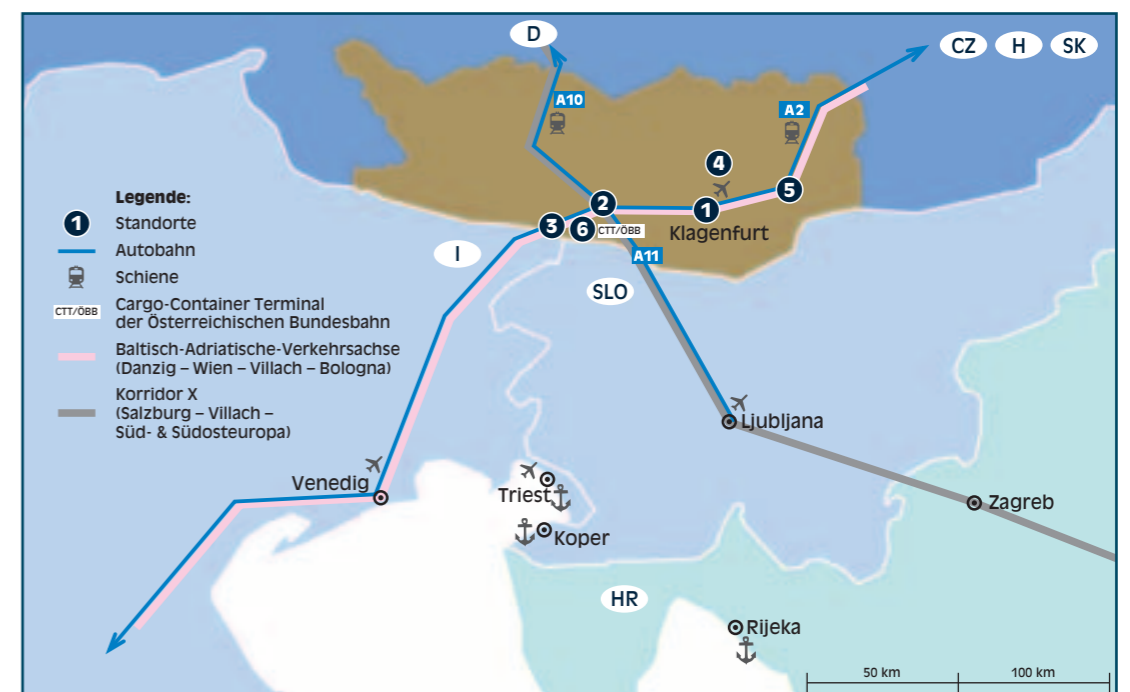 D
CZ H SK
A10
A2
4
5
2
1
3
6
CTT/ÖBB
Klagenfurt
A11
I
SLO
Legende:
1 Standorte
Autobahn
Schiene
CTT/ÖBB Cargo-Container Terminal
der Österreichischen Bundesbahn
Baltisch-Adriatische-Verkehrsachse
(Danzig – Wien – Villach – Bologna)
Korridor X
(Salzburg – Villach –
Süd- & Südosteuropa)
Ljubljana
Venedig
Triest
Zagreb
Koper
HR
Rijeka
50 km 100 km